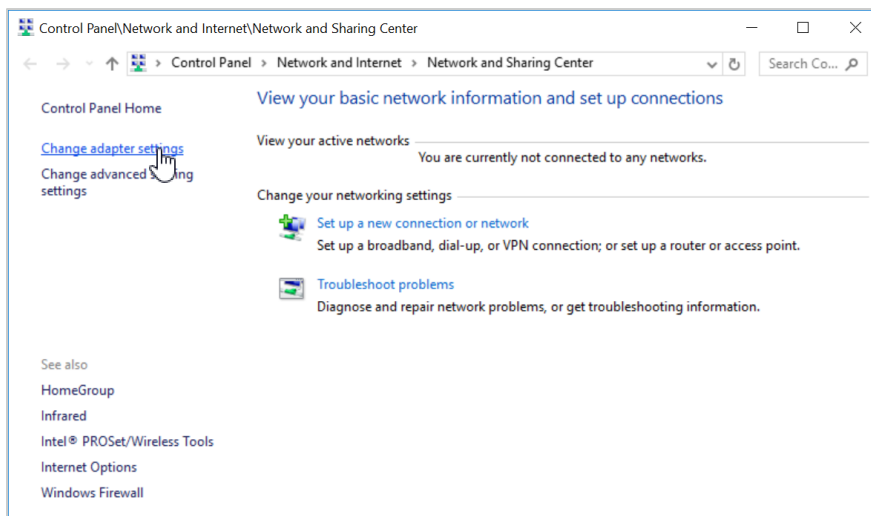 Control Panel\Network and Internet\Network and Sharing Center
Control Panel > Network and Internet > Network and Sharing Center
Search Co...
Control Panel Home
Change adapter settings
Change advanced ing
settings
View your basic network information and set up connections
View your active networks
You are currently not connected to any networks.
Change your networking settings
Set up a new connection or network
Set up a broadband, dial-up, or VPN connection; or set up a router or access point.
Troubleshoot problems
Diagnose and repair network problems, or get troubleshooting information.
See also
HomeGroup
Infrared
Intel® PROSet/Wireless Tools
Internet Options
Windows Firewall